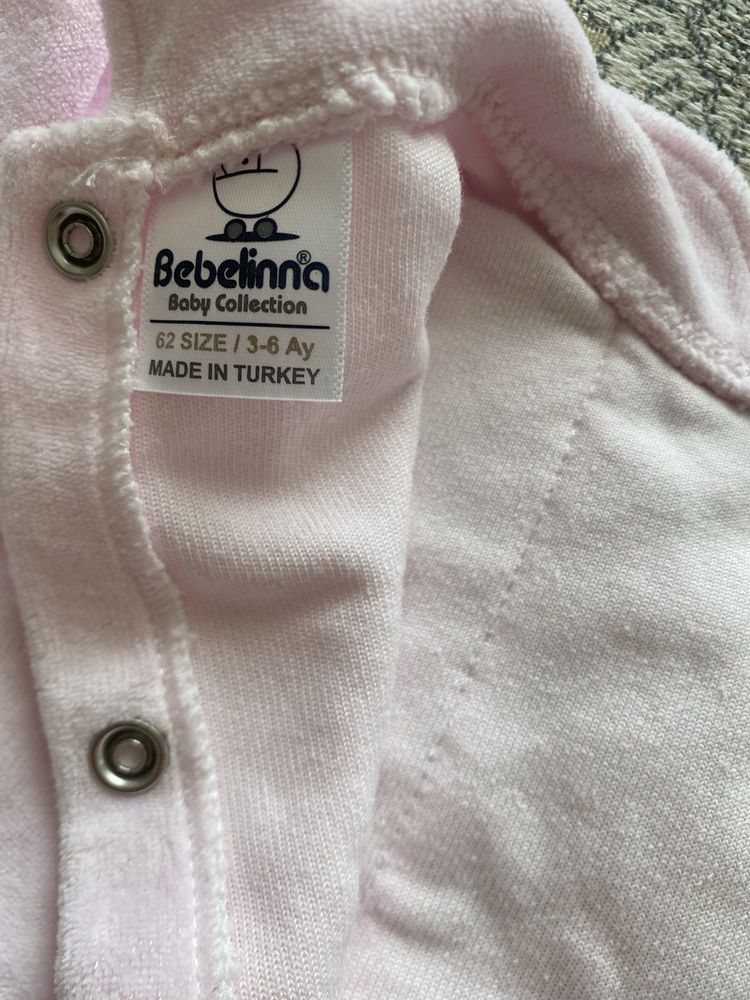 Bebelinna®
Baby Collection
62 SIZE / 3-6 Ay
MADE IN TURKEY